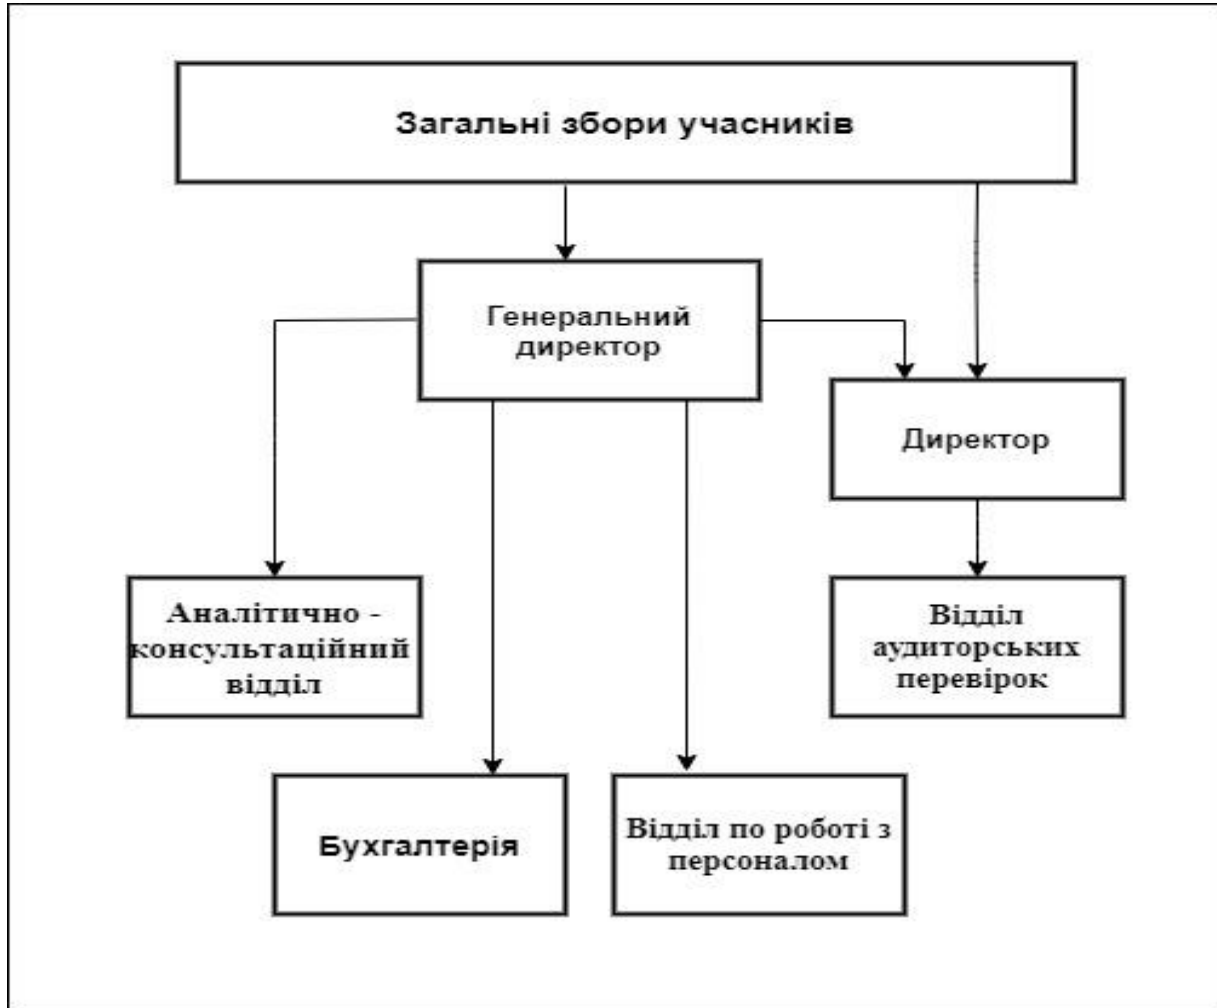 Загальні збори учасників
Генеральний
директор
Директор
Аналітично -
консультаційний
відділ
Відділ
аудиторських
перевірок
Бухгалтерія
Відділ по роботі з
персоналом